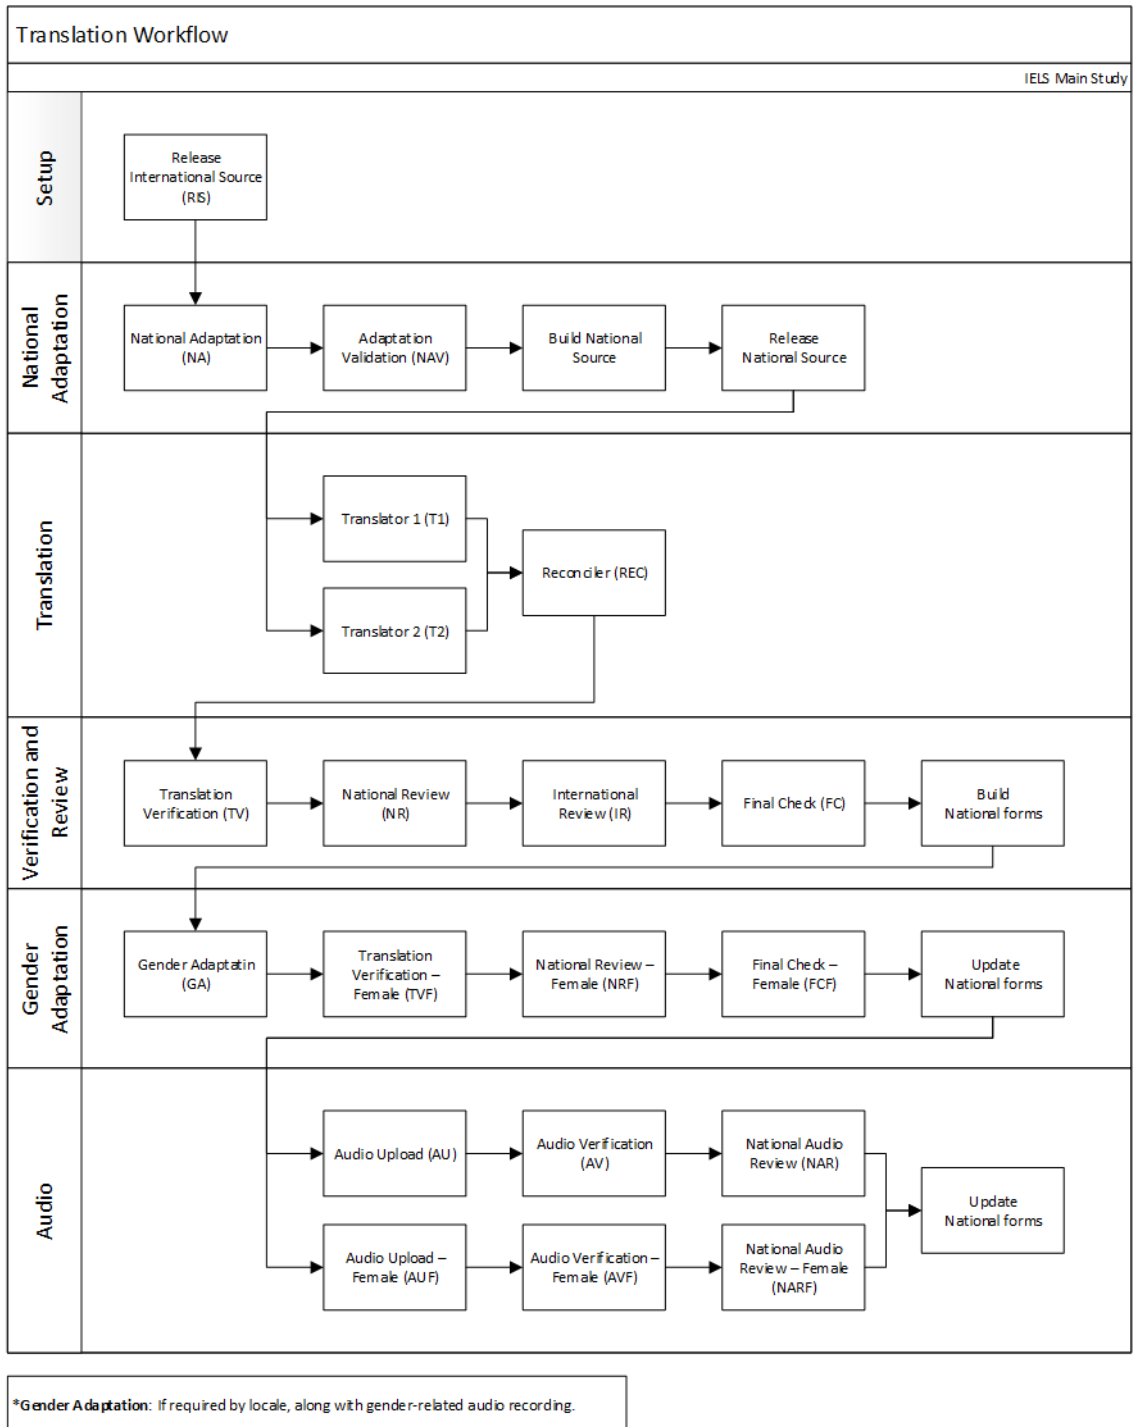 Translation Workflow
IELS Main Study
Setup
Release
International Source
(RIS)
National
Adaptation
National Adaptation
(NA)
Adaptation
Validation (NAV)
Build National
Source
Release
National Source
Translation
Translator 1 (T1)
Translator 2 (T2)
Reconciler (REC)
Verification and
Review
Translation
Verification (TV)
National Review
(NR)
International
Review (IR)
Final Check (FC)
Build
National forms
Gender
Adaptation
Gender Adaptatin
(GA)
Translation
Verification –
Female (TVF)
National Review –
Female (NRF)
Final Check –
Female (FCF)
Update
National forms
Audio
Audio Upload (AU)
Audio Verification
(AV)
National Audio
Review (NAR)
Audio Upload –
Female (AUF)
Audio Verification –
Female (AVF)
National Audio
Review – Female
(NARF)
Update
National forms
*Gender Adaptation: If required by locale, along with gender-related audio recording.